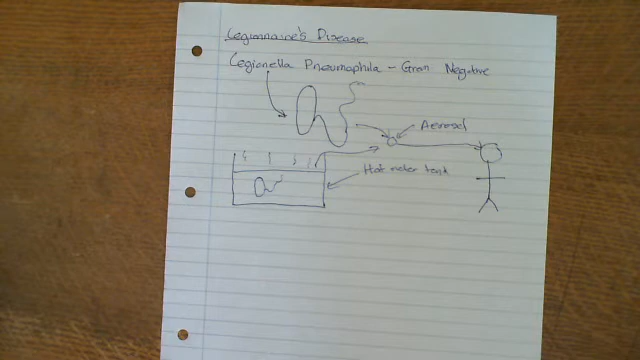 Legionnaire's Disease
Legionella Pneumophila - Gram Negative
Aerosol
Hot water tank